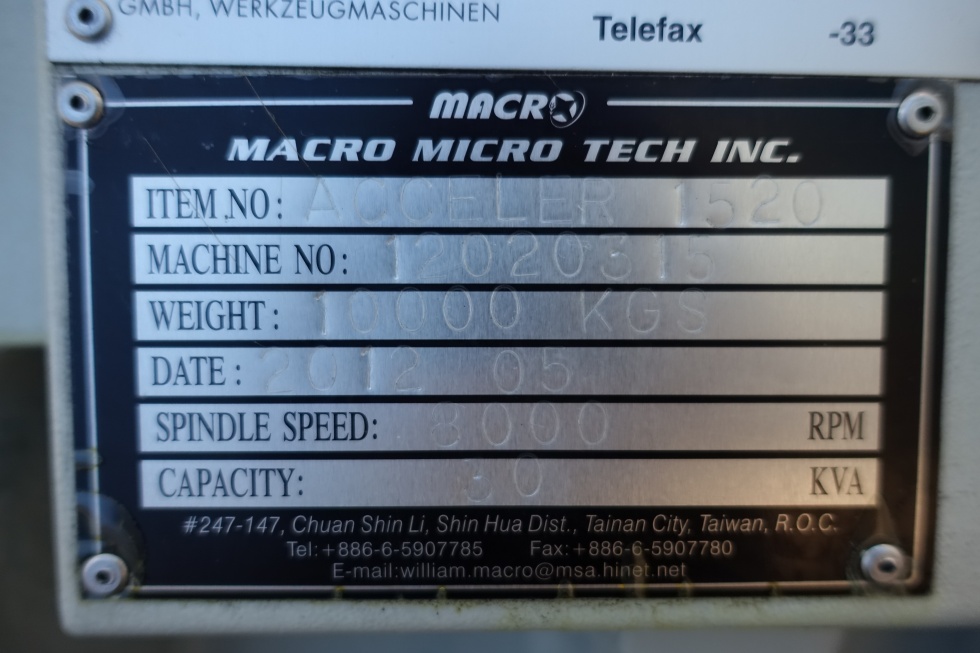 GMBH, WERKZEUGMASCHINEN
Telefax -33
MACRO
MACRO MICRO TECH INC.
ITEM NO: ACCELER 1520
MACHINE NO: 12020315
WEIGHT: 10000 KGS
DATE: 2012 05
SPINDLE SPEED: 8000 RPM
CAPACITY: 30 KVA
#247-147, Chuan Shin Li, Shin Hua Dist., Tainan City, Taiwan, R.O.C.
Tel:+886-6-5907785 Fax:+886-6-5907780
E-mail:william.macro@msa.hinet.net